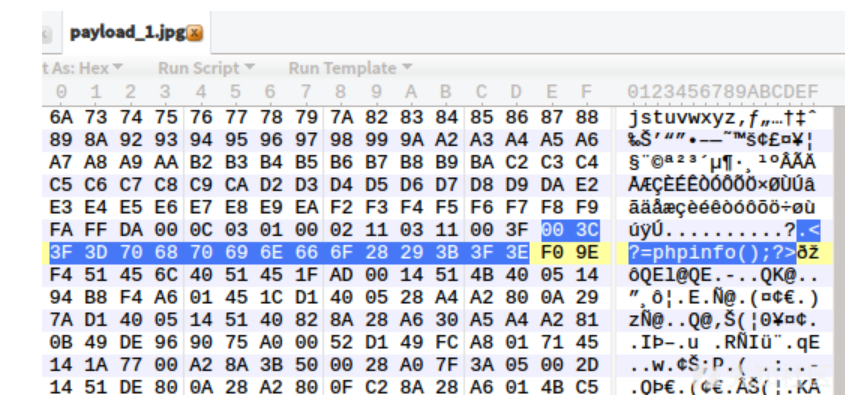 payload_1.jpg
t As: Hex Run Script Run Template
0 1 2 3 4 5 6 7 8 9 A B C D E F 0123456789ABCDEF
6A 73 74 75 76 77 78 79 7A 82 83 84 85 86 87 88 jstuvwxyz‚ƒ„…†‡ˆ
89 8A 92 93 94 95 96 97 98 99 9A A2 A3 A4 A5 A6 ‰Š’“”•–—˜™š¢£¤¥¦
A7 A8 A9 AA B2 B3 B4 B5 B6 B7 B8 B9 BA C2 C3 C4 §¨©ª²³´µ¶·¸¹ºÂÃÄ
C5 C6 C7 C8 C9 CA D2 D3 D4 D5 D6 D7 D8 D9 DA E2 ÅÆÇÈÉÊÒÓÔÕÖ×ØÙÚâ
E3 E4 E5 E6 E7 E8 E9 EA F2 F3 F4 F5 F6 F7 F8 F9 ãäåæçèéêòóôõö÷øù
FA FF DA 00 0C 03 01 00 02 11 03 11 00 3F 00 3C úÿÚ..........?.<
3F 3D 70 68 70 69 6E 66 6F 28 29 3B 3F 3E F0 9E ?=phpinfo();?>ðž
F4 51 45 6C 40 51 45 1F AD 00 14 51 4B 40 05 14 ôQEl@QE.-..QK@..
94 B8 F4 A6 01 45 1C D1 40 05 28 A4 A2 80 0A 29 ”¸ô¦.E.Ñ@.(¤¢€.)
7A D1 40 05 14 51 40 82 8A 28 A6 30 A5 A4 A2 81 zÑ@..Q@‚Š(¦0¥¤¢.
0B 49 DE 96 90 75 A0 00 52 D1 49 FC A8 01 71 45 .IÞ–.u .RÑIü¨.qE
14 1A 77 00 A2 8A 3B 50 00 28 A0 7F 3A 05 00 2D ..w.¢Š;P.( .:..-
14 51 DE 80 0A 28 A2 80 0F C2 8A 28 A6 01 4B C5 .QÞ€.(¢€.ÂŠ(¦.KÅ